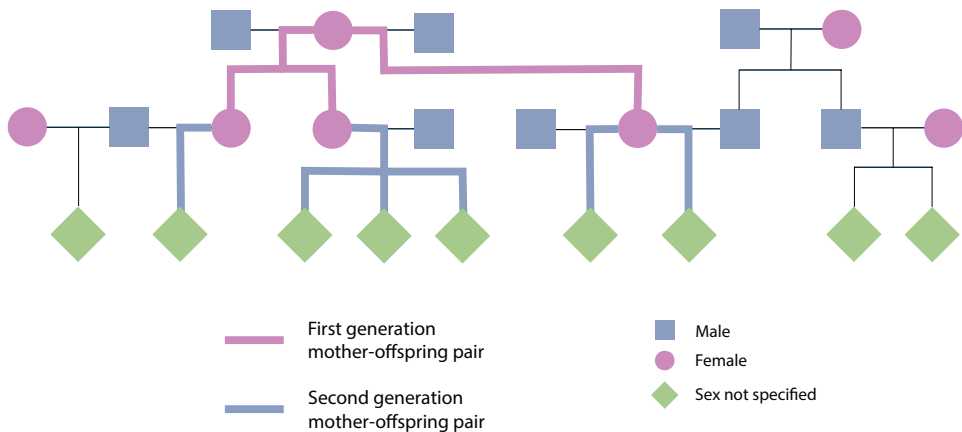 First generation
mother-offspring pair
Second generation
mother-offspring pair
Male
Female
Sex not specified